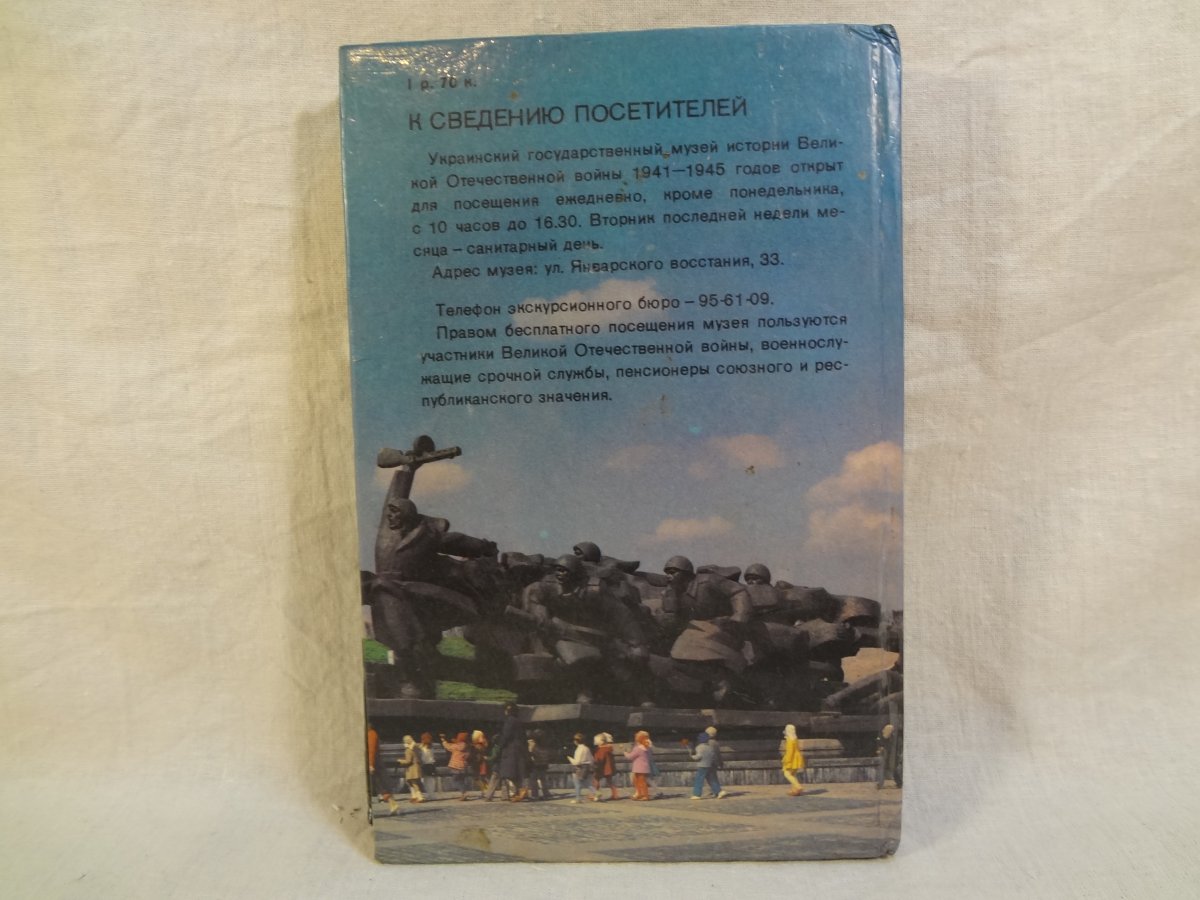 1 р. 70 к.
К СВЕДЕНИЮ ПОСЕТИТЕЛЕЙ
Украинский государственный музей истории Вели-
кой Отечественной войны 1941—1945 годов открыт
для посещения ежедневно, кроме понедельника,
с 10 часов до 16.30. Вторник последней недели ме-
сяца – санитарный день.
Адрес музея: ул. Январского восстания, 33.
Телефон экскурсионного бюро – 95-61-09.
Правом бесплатного посещения музея пользуются
участники Великой Отечественной войны, военнослу-
жащие срочной службы, пенсионеры союзного и рес-
публиканского значения.